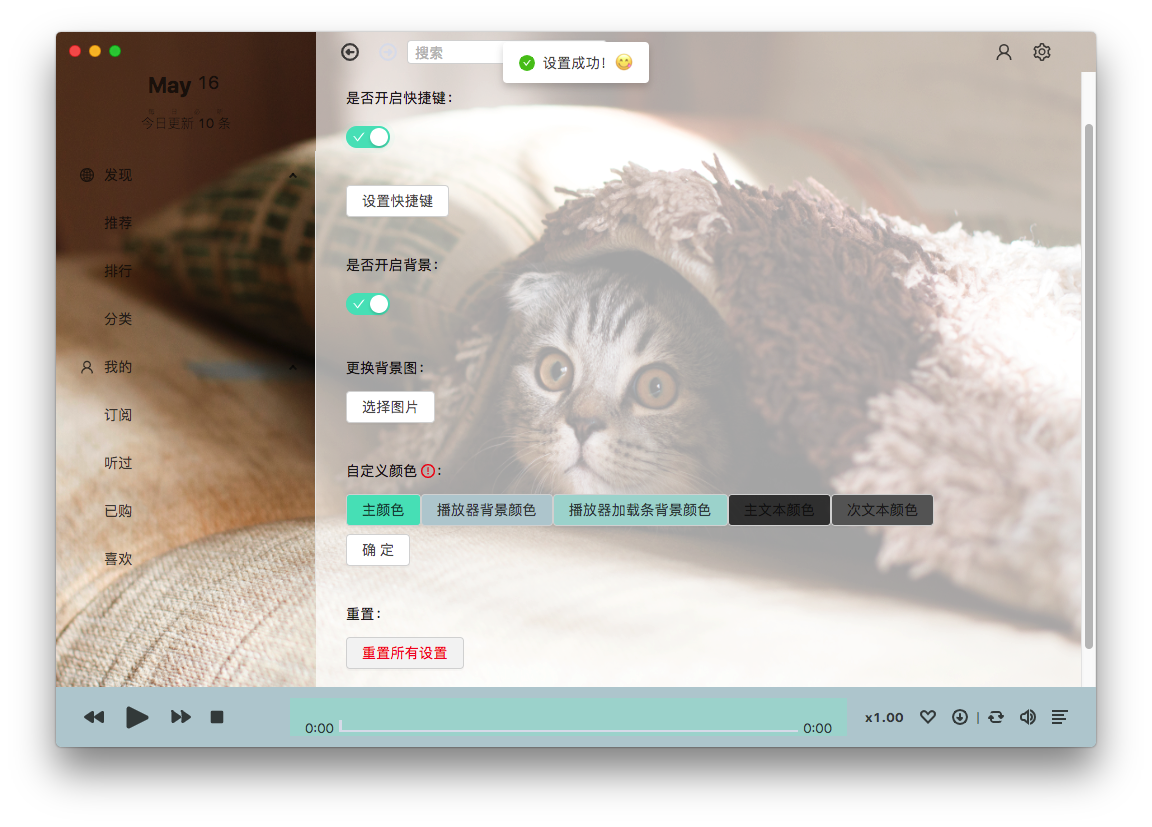 搜索
设置成功！😋
May 16
今日更新 10 条
发现
推荐
排行
分类
我的
订阅
听过
已购
喜欢
是否开启快捷键：
设置快捷键
是否开启背景：
更换背景图：
选择图片
自定义颜色：
主颜色 播放器背景颜色 播放器加载条背景颜色 主文本颜色 次文本颜色
确 定
重置：
重置所有设置
0:00 0:00 x1.00